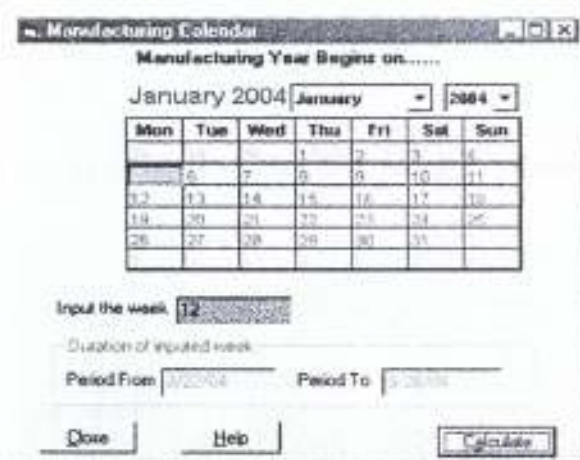 Manufacturing Calendar
Manufactuing Year Begins on......
January 2004 January 2004
Mon Tue Wed Thu Fri Sat Sun
1 2 3 4
6 7 8 9 10 11
12 13 14 15 16 17 18
19 20 21 22 23 24 25
26 27 28 29 30 31
Input the week 12
Duration of inputed week
Period From Period To
Close Help Calculate